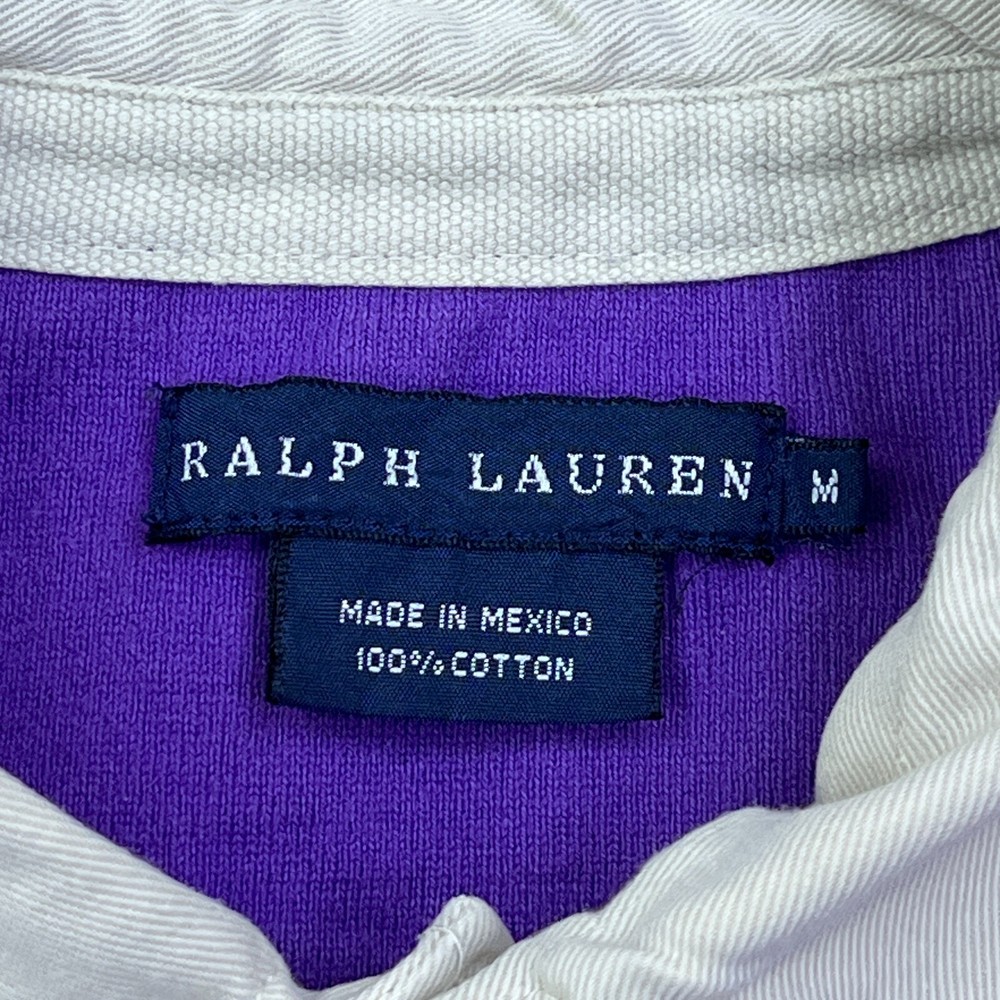 RALPH LAUREN
M
MADE IN MEXICO
100% COTTON